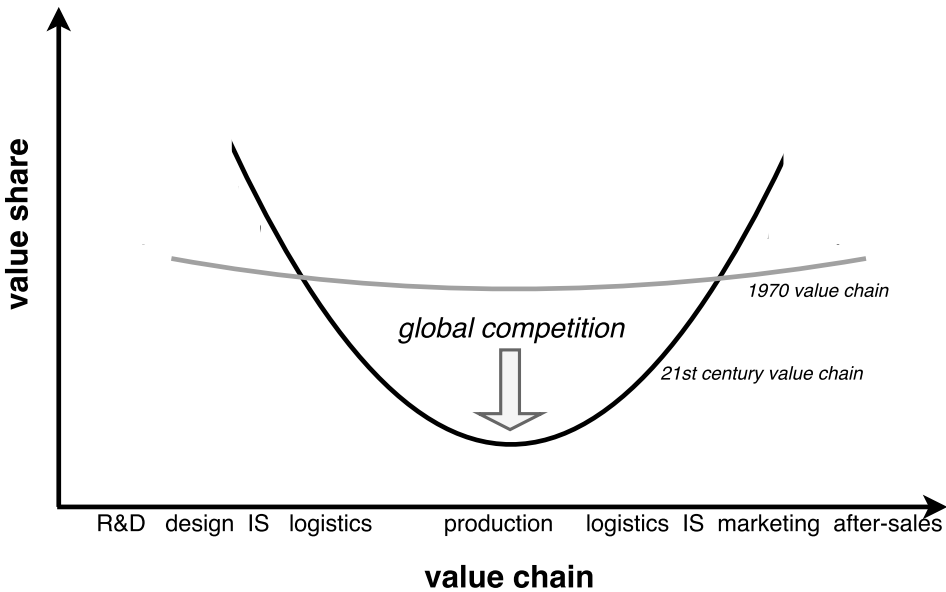 value share
1970 value chain
global competition
21st century value chain
R&D design IS logistics production logistics IS marketing after-sales
value chain